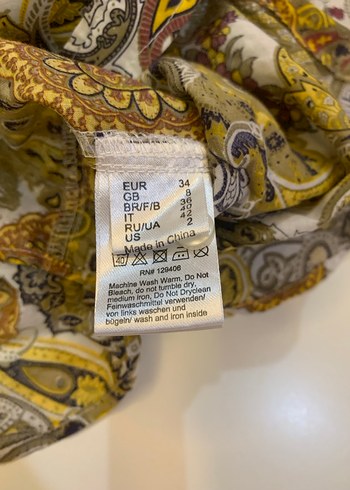 EUR 34
GB 8
BR/F/B 36
IT 40
RU/UA 42
US 2
Made in China
40
RN# 129406
Machine Wash Warm, Do Not
Bleach, do not tumble dry,
medium iron, Do Not Dryclean
Feinwaschmittel verwenden/
von links waschen und
bügeln/ wash and iron inside